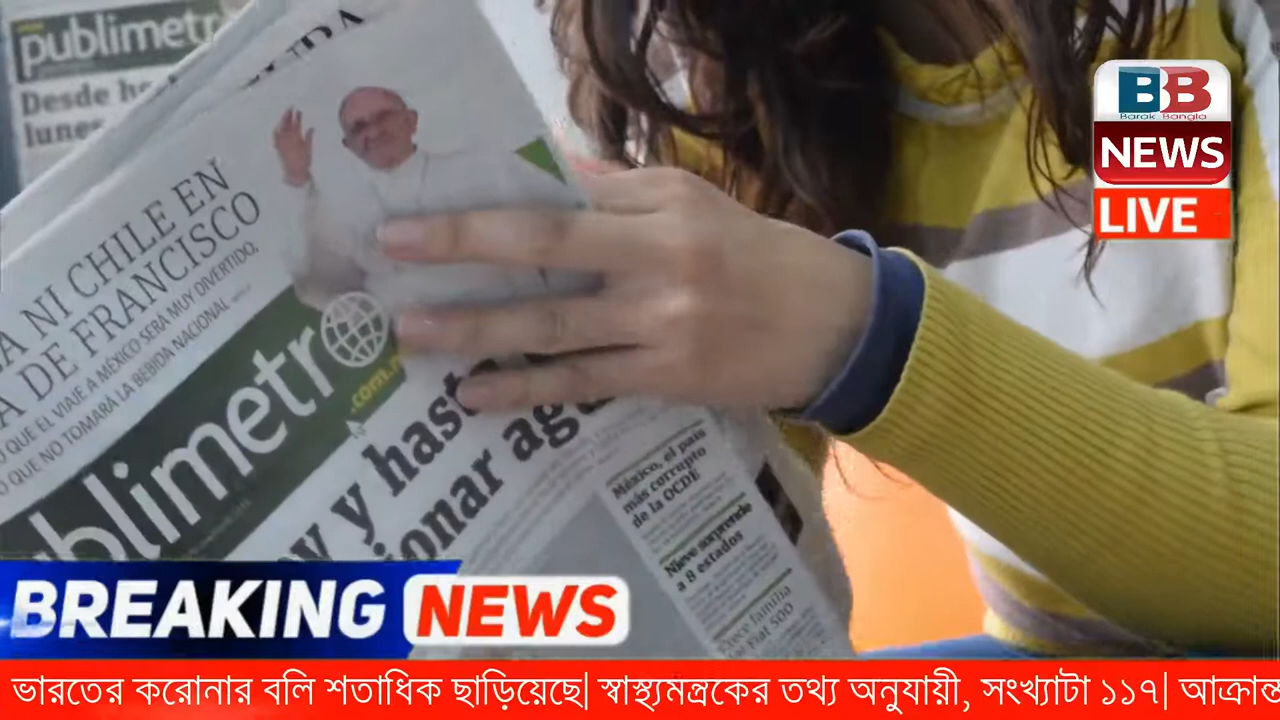 publimetr
Desde
lunes
NI CHILE EN
A DE FRANCISCO
QUE EL VIAJE A MÉXICO SERÁ MUY DIVERTIDO,
O QUE NO TOMARÁ LA BEBIDA NACIONAL
blimetro
.com.
y hast
ionar ag
México, el país
más corrupto
de la OCDE
Nieve sorprende
a 8 estados
familia
Fiat 500
BB
Barak Bangla
NEWS
LIVE
BREAKING NEWS
ভারতের করোনার বলি শতাধিক ছাড়িয়েছে| স্বাস্থ্যমন্ত্রকের তথ্য অনুযায়ী, সংখ্যাটা ১১৭| আক্রান্ত